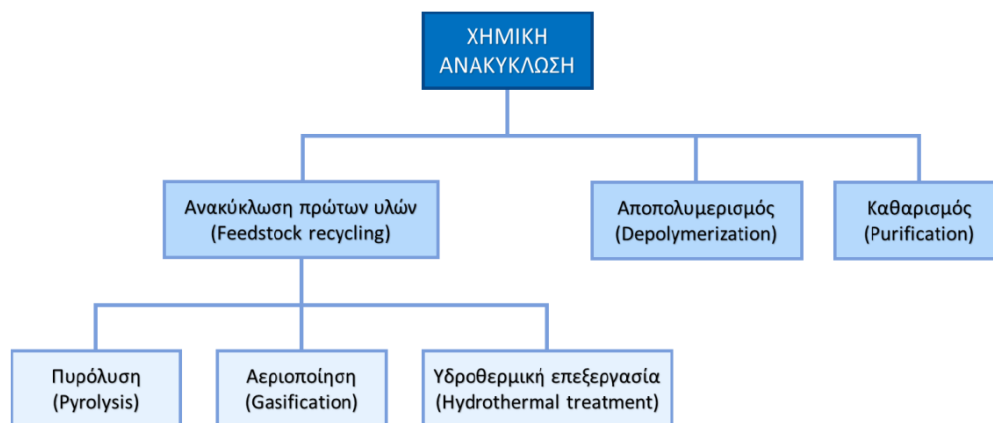 ΧΗΜΙΚΗ
ΑΝΑΚΥΚΛΩΣΗ
Ανακύκλωση πρώτων υλών
(Feedstock recycling)
Αποπολυμερισμός
(Depolymerization)
Καθαρισμός
(Purification)
Πυρόλυση
(Pyrolysis)
Αεριοποίηση
(Gasification)
Υδροθερμική επεξεργασία
(Hydrothermal treatment)